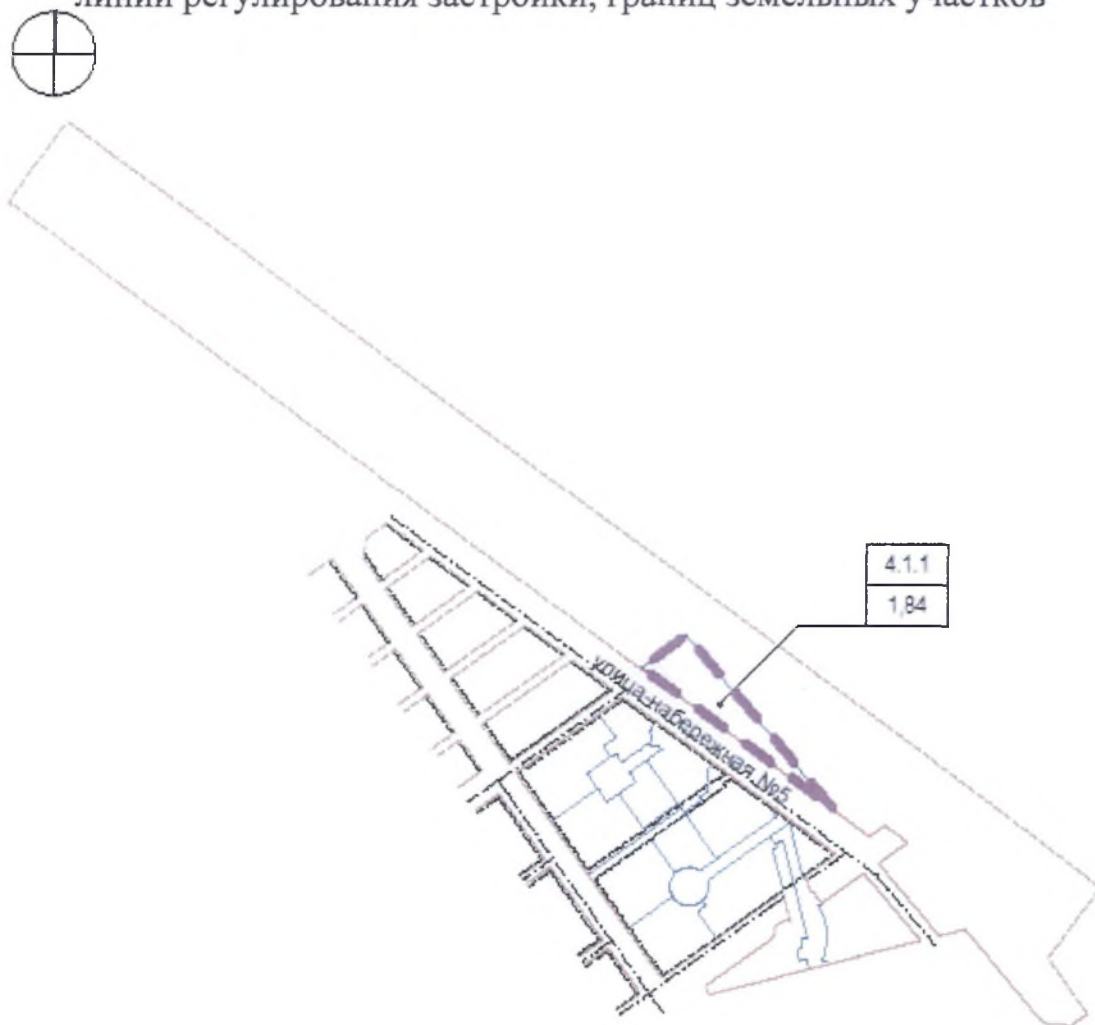 линии регулирования застройки, границ земельных участков
4.1.1
1,84
улица-набережная №5